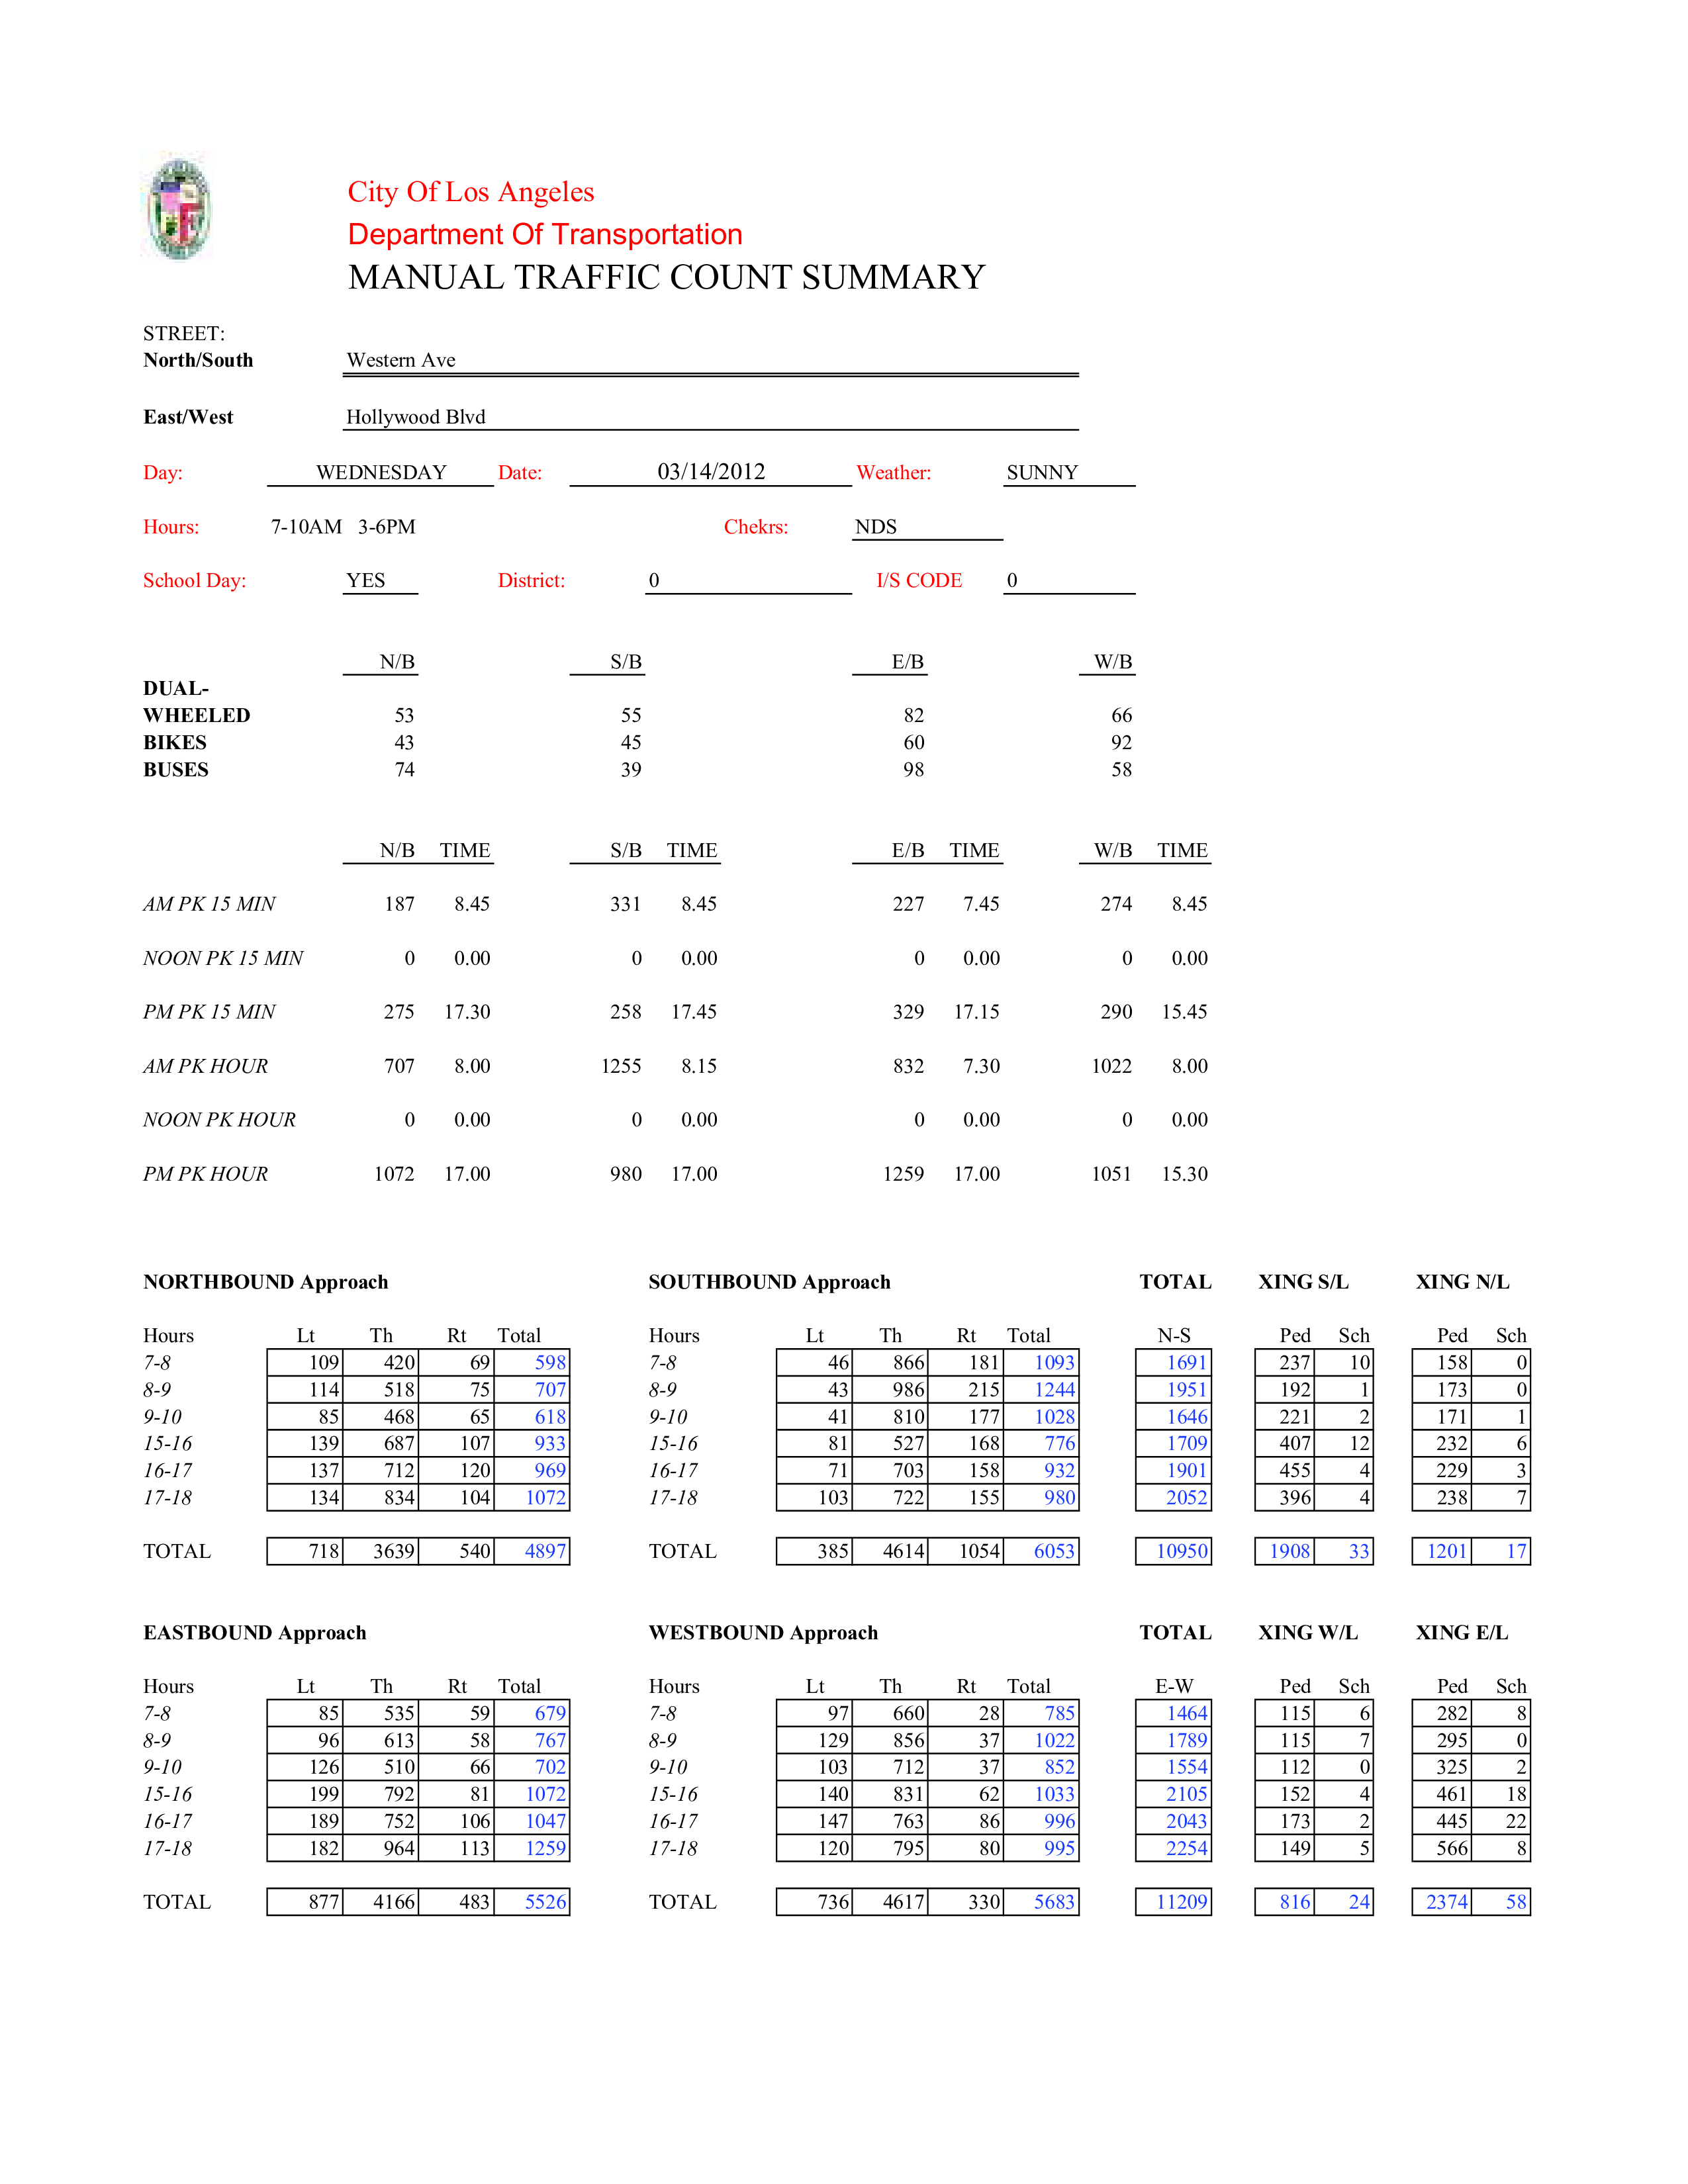 City Of Los Angeles
Department Of Transportation
MANUAL TRAFFIC COUNT SUMMARY
STREET:
North/South Western Ave
East/West Hollywood Blvd
Day: WEDNESDAY Date: 03/14/2012 Weather: SUNNY
Hours: 7-10AM 3-6PM Chekrs: NDS
School Day: YES District: 0 I/S CODE 0
N/B S/B E/B W/B
DUAL-
WHEELED 53 55 82 66
BIKES 43 45 60 92
BUSES 74 39 98 58
N/B TIME S/B TIME E/B TIME W/B TIME
AM PK 15 MIN 187 8.45 331 8.45 227 7.45 274 8.45
NOON PK 15 MIN 0 0.00 0 0.00 0 0.00 0 0.00
PM PK 15 MIN 275 17.30 258 17.45 329 17.15 290 15.45
AM PK HOUR 707 8.00 1255 8.15 832 7.30 1022 8.00
NOON PK HOUR 0 0.00 0 0.00 0 0.00 0 0.00
PM PK HOUR 1072 17.00 980 17.00 1259 17.00 1051 15.30
NORTHBOUND Approach SOUTHBOUND Approach TOTAL XING S/L XING N/L
Hours Lt Th Rt Total Hours Lt Th Rt Total N-S Ped Sch Ped Sch
7-8 109 420 69 598 7-8 46 866 181 1093 1691 237 10 158 0
8-9 114 518 75 707 8-9 43 986 215 1244 1951 192 1 173 0
9-10 85 468 65 618 9-10 41 810 177 1028 1646 221 2 171 1
15-16 139 687 107 933 15-16 81 527 168 776 1709 407 12 232 6
16-17 137 712 120 969 16-17 71 703 158 932 1901 455 4 229 3
17-18 134 834 104 1072 17-18 103 722 155 980 2052 396 4 238 7
TOTAL 718 3639 540 4897 TOTAL 385 4614 1054 6053 10950 1908 33 1201 17
EASTBOUND Approach WESTBOUND Approach TOTAL XING W/L XING E/L
Hours Lt Th Rt Total Hours Lt Th Rt Total E-W Ped Sch Ped Sch
7-8 85 535 59 679 7-8 97 660 28 785 1464 115 6 282 8
8-9 96 613 58 767 8-9 129 856 37 1022 1789 115 7 295 0
9-10 126 510 66 702 9-10 103 712 37 852 1554 112 0 325 2
15-16 199 792 81 1072 15-16 140 831 62 1033 2105 152 4 461 18
16-17 189 752 106 1047 16-17 147 763 86 996 2043 173 2 445 22
17-18 182 964 113 1259 17-18 120 795 80 995 2254 149 5 566 8
TOTAL 877 4166 483 5526 TOTAL 736 4617 330 5683 11209 816 24 2374 58